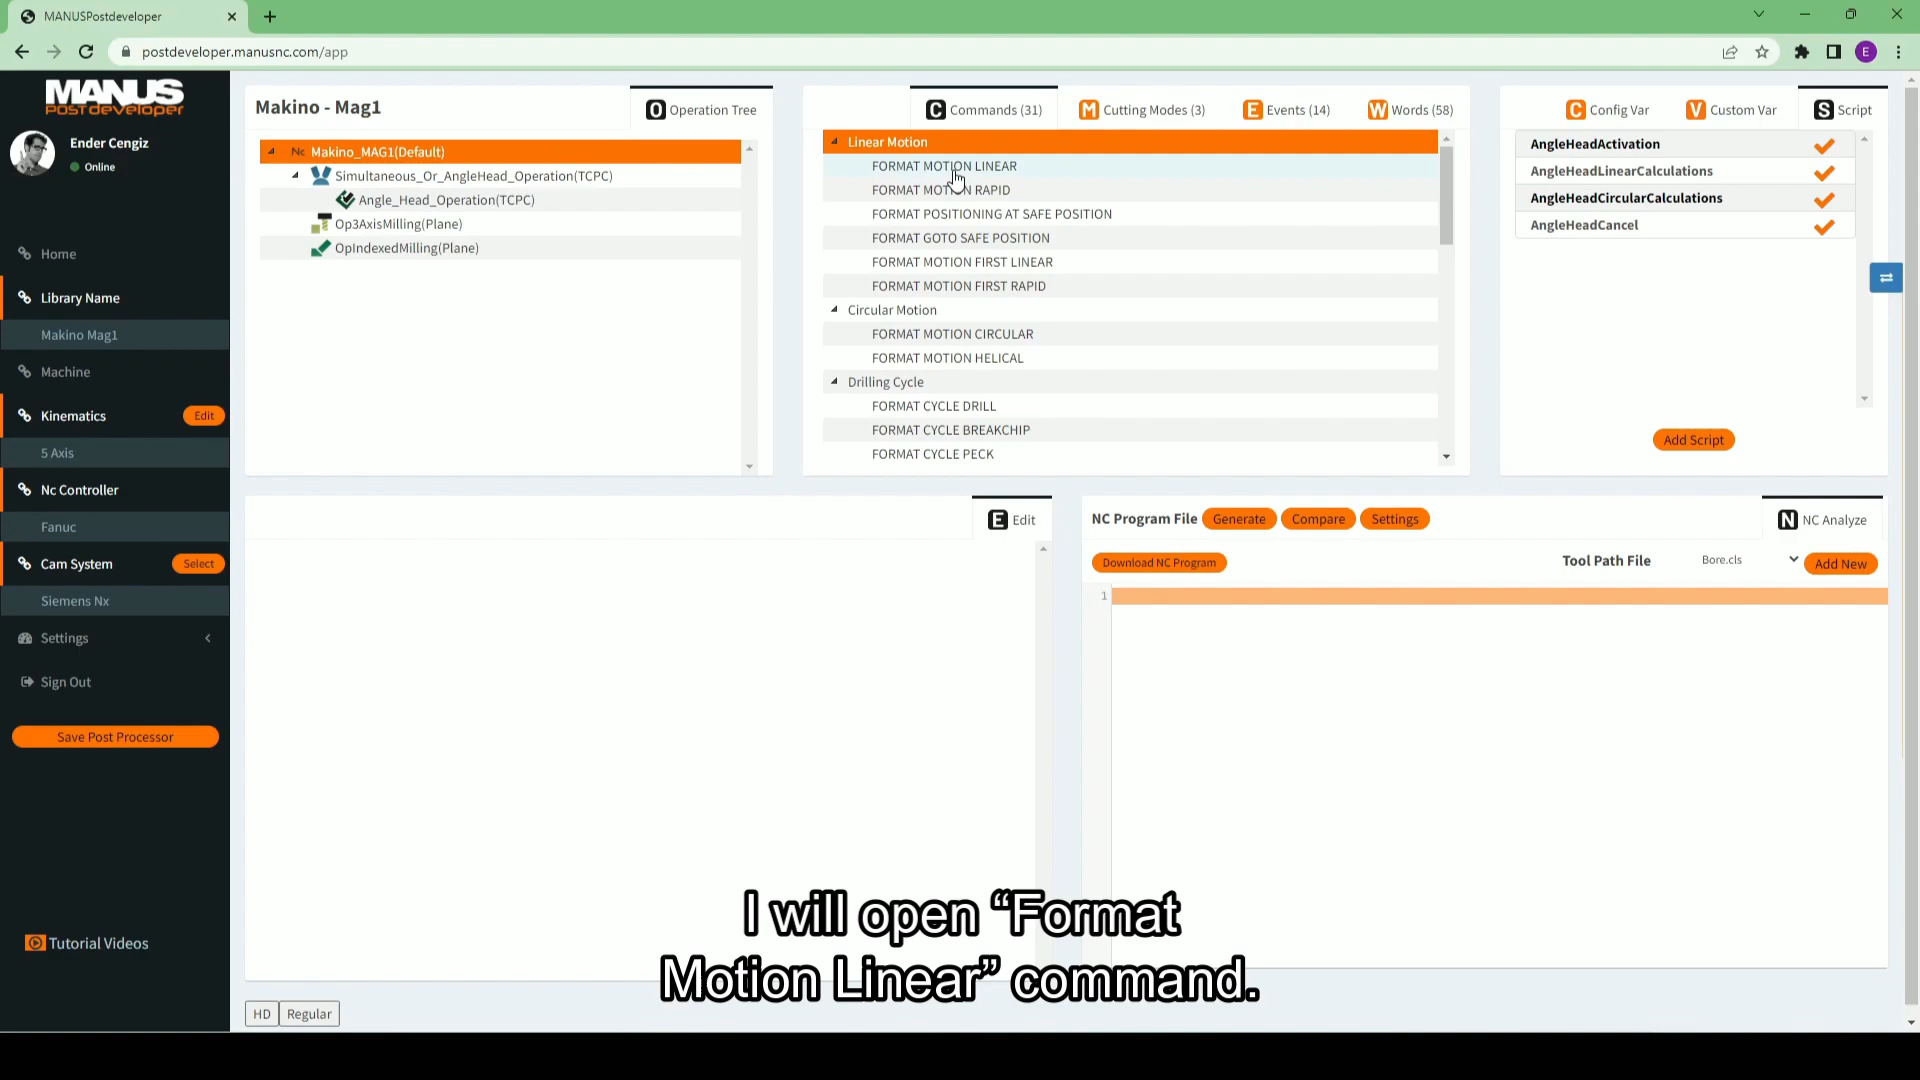 MANUSPostdeveloper
postdeveloper.manusnc.com/app
E
MANUS
POSTdeveloper
Ender Cengiz
Online
Home
Library Name
Makino Mag1
Machine
Kinematics
Edit
5 Axis
Nc Controller
Fanuc
Cam System
Select
Siemens Nx
Settings
Sign Out
Save Post Processor
Tutorial Videos
Makino - Mag1
O Operation Tree
Nc Makino_MAG1(Default)
Simultaneous_Or_AngleHead_Operation(TCPC)
Angle_Head_Operation(TCPC)
Op3AxisMilling(Plane)
OpIndexedMilling(Plane)
C Commands (31)
M Cutting Modes (3)
E Events (14)
W Words (58)
Linear Motion
FORMAT MOTION LINEAR
FORMAT MOTION RAPID
FORMAT POSITIONING AT SAFE POSITION
FORMAT GOTO SAFE POSITION
FORMAT MOTION FIRST LINEAR
FORMAT MOTION FIRST RAPID
Circular Motion
FORMAT MOTION CIRCULAR
FORMAT MOTION HELICAL
Drilling Cycle
FORMAT CYCLE DRILL
FORMAT CYCLE BREAKCHIP
FORMAT CYCLE PECK
C Config Var
V Custom Var
S Script
AngleHeadActivation
AngleHeadLinearCalculations
AngleHeadCircularCalculations
AngleHeadCancel
Add Script
E Edit
NC Program File
Generate
Compare
Settings
N NC Analyze
Download NC Program
Tool Path File
Bore.cls
Add New
1
I will open “Format
Motion Linear” command.
HD
Regular